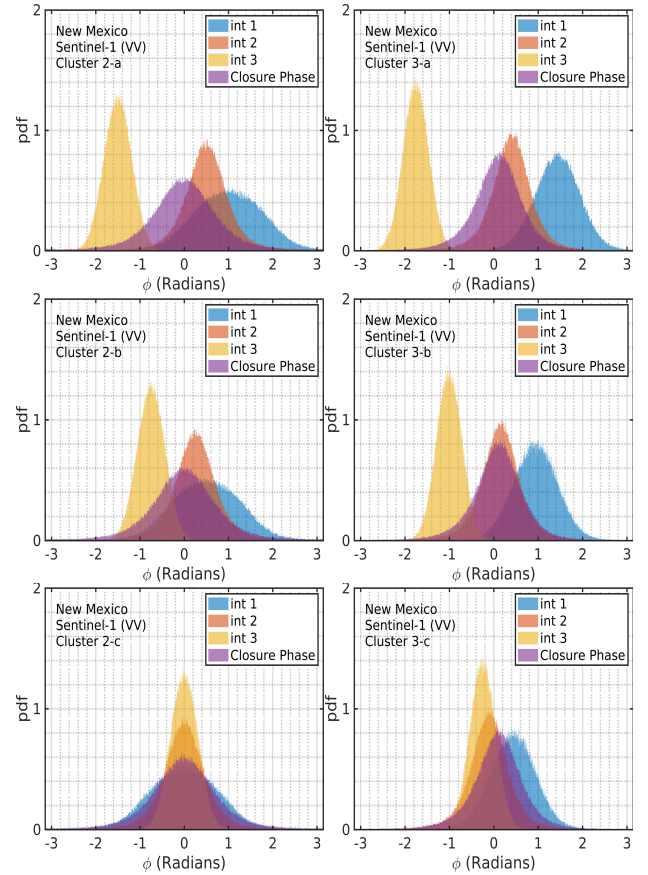 New Mexico
Sentinel-1 (VV)
Cluster 2-a
int 1
int 2
int 3
Closure Phase
pdf
2
1
0
-3 -2 -1 0 1 2 3
ϕ (Radians)
New Mexico
Sentinel-1 (VV)
Cluster 3-a
int 1
int 2
int 3
Closure Phase
pdf
2
1
0
-3 -2 -1 0 1 2 3
ϕ (Radians)
New Mexico
Sentinel-1 (VV)
Cluster 2-b
int 1
int 2
int 3
Closure Phase
pdf
2
1
0
-3 -2 -1 0 1 2 3
ϕ (Radians)
New Mexico
Sentinel-1 (VV)
Cluster 3-b
int 1
int 2
int 3
Closure Phase
pdf
2
1
0
-3 -2 -1 0 1 2 3
ϕ (Radians)
New Mexico
Sentinel-1 (VV)
Cluster 2-c
int 1
int 2
int 3
Closure Phase
pdf
2
1
0
-3 -2 -1 0 1 2 3
ϕ (Radians)
New Mexico
Sentinel-1 (VV)
Cluster 3-c
int 1
int 2
int 3
Closure Phase
pdf
2
1
0
-3 -2 -1 0 1 2 3
ϕ (Radians)